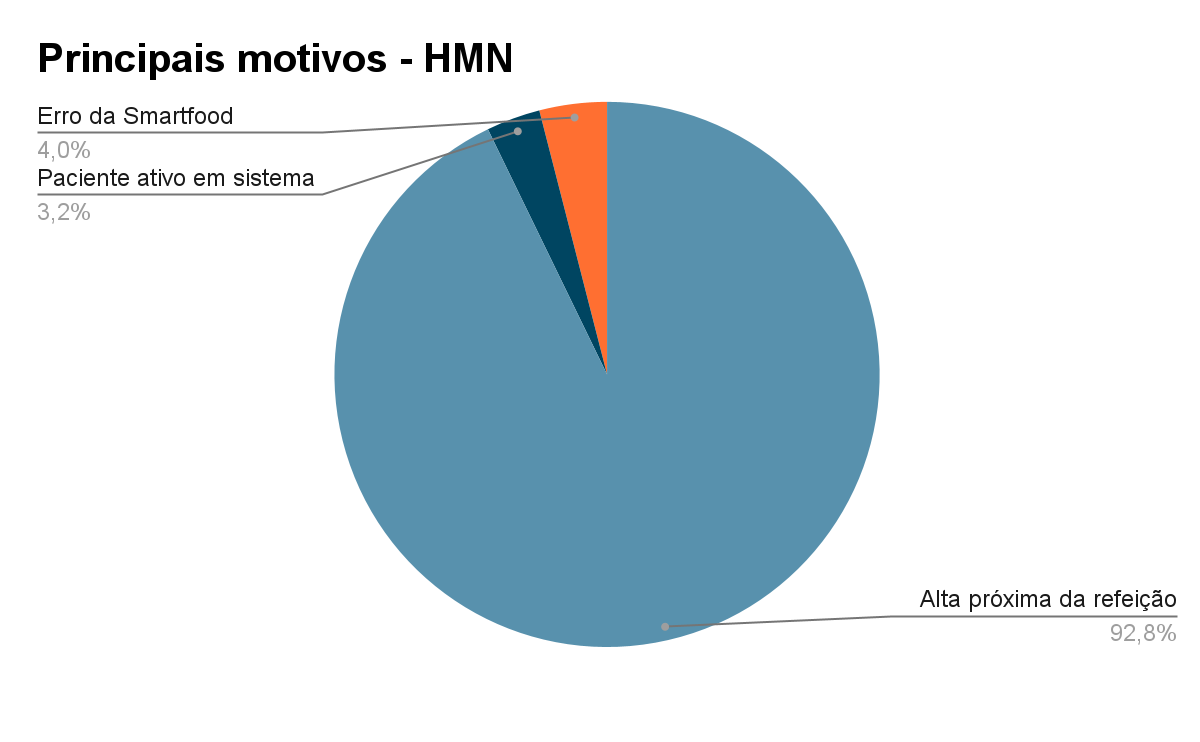 Principais motivos - HMN
Erro da Smartfood
4,0%
Paciente ativo em sistema
3,2%
Alta próxima da refeição
92,8%